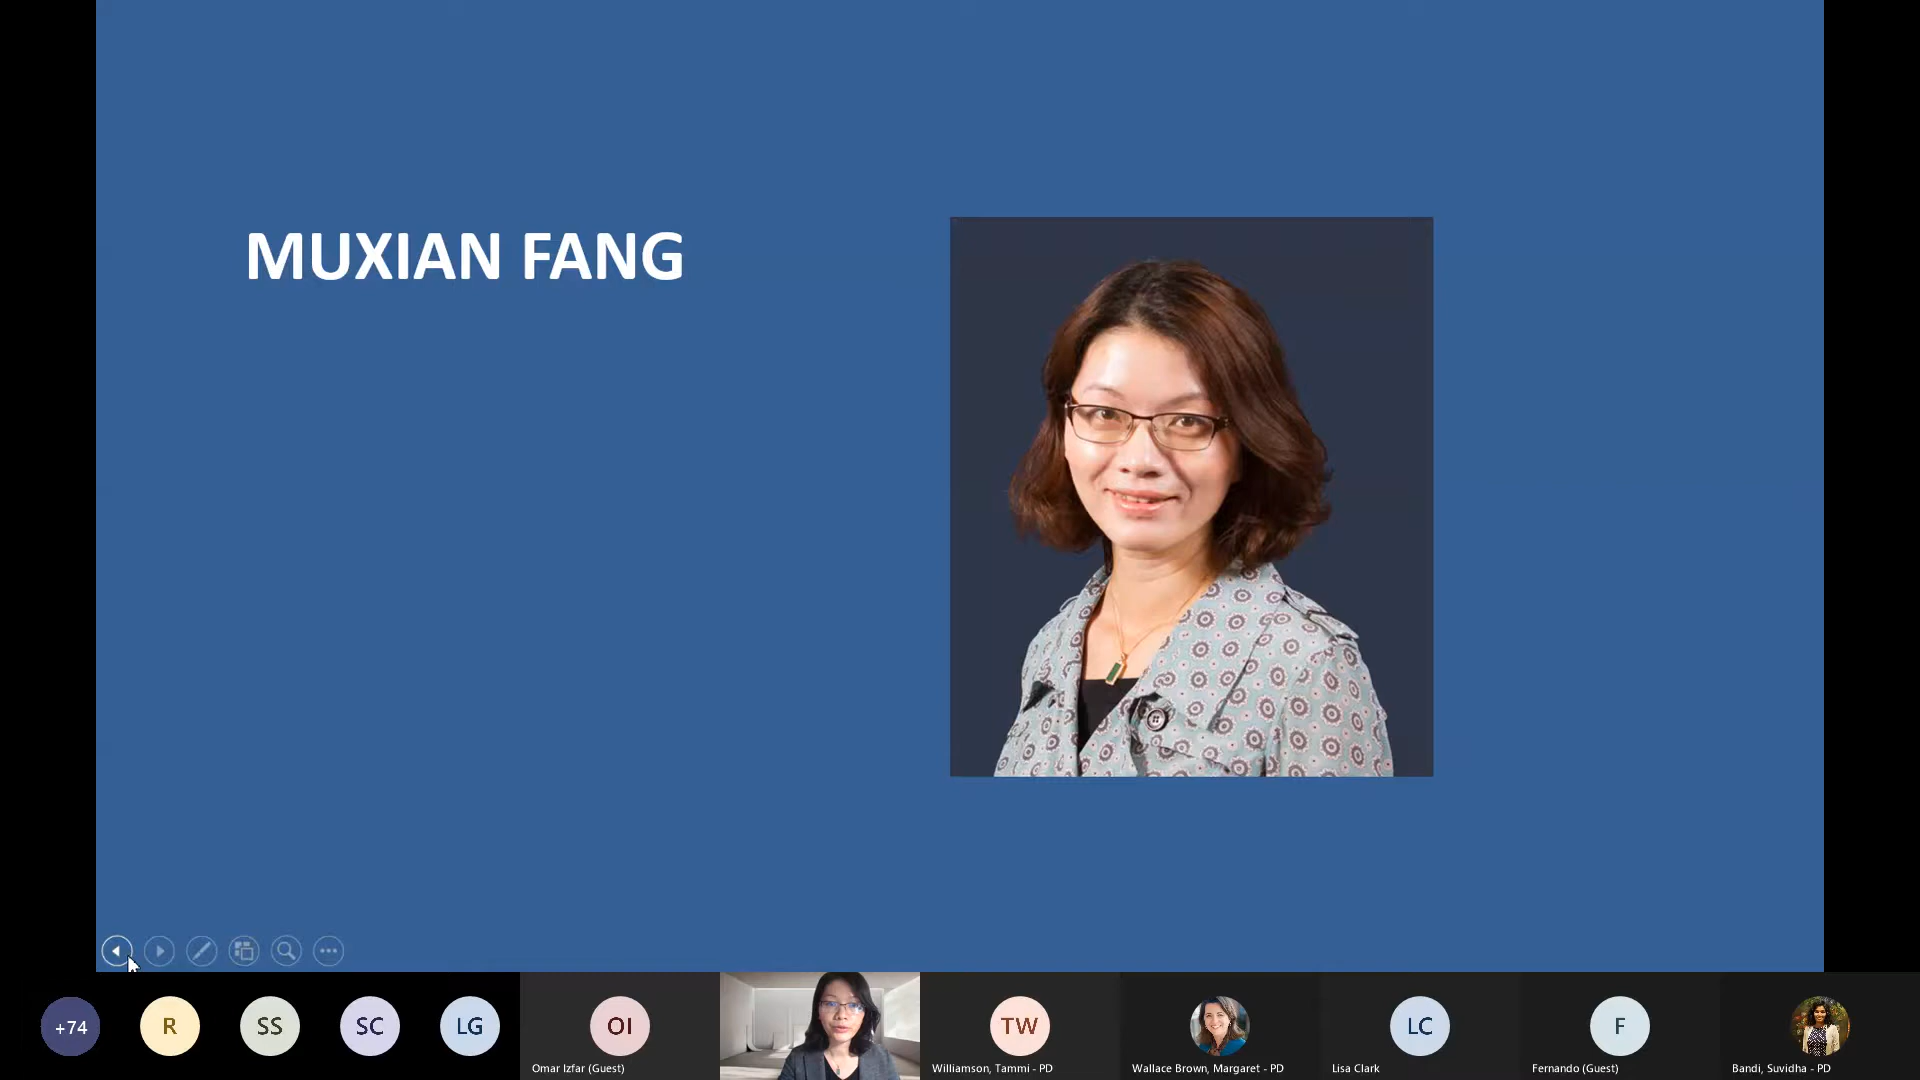 MUXIAN FANG
+74
R
SS
SC
LG
OI
Omar Izfar (Guest)
TW
Williamson, Tammi - PD
Wallace Brown, Margaret - PD
LC
Lisa Clark
F
Fernando (Guest)
Bandi, Suvidha - PD